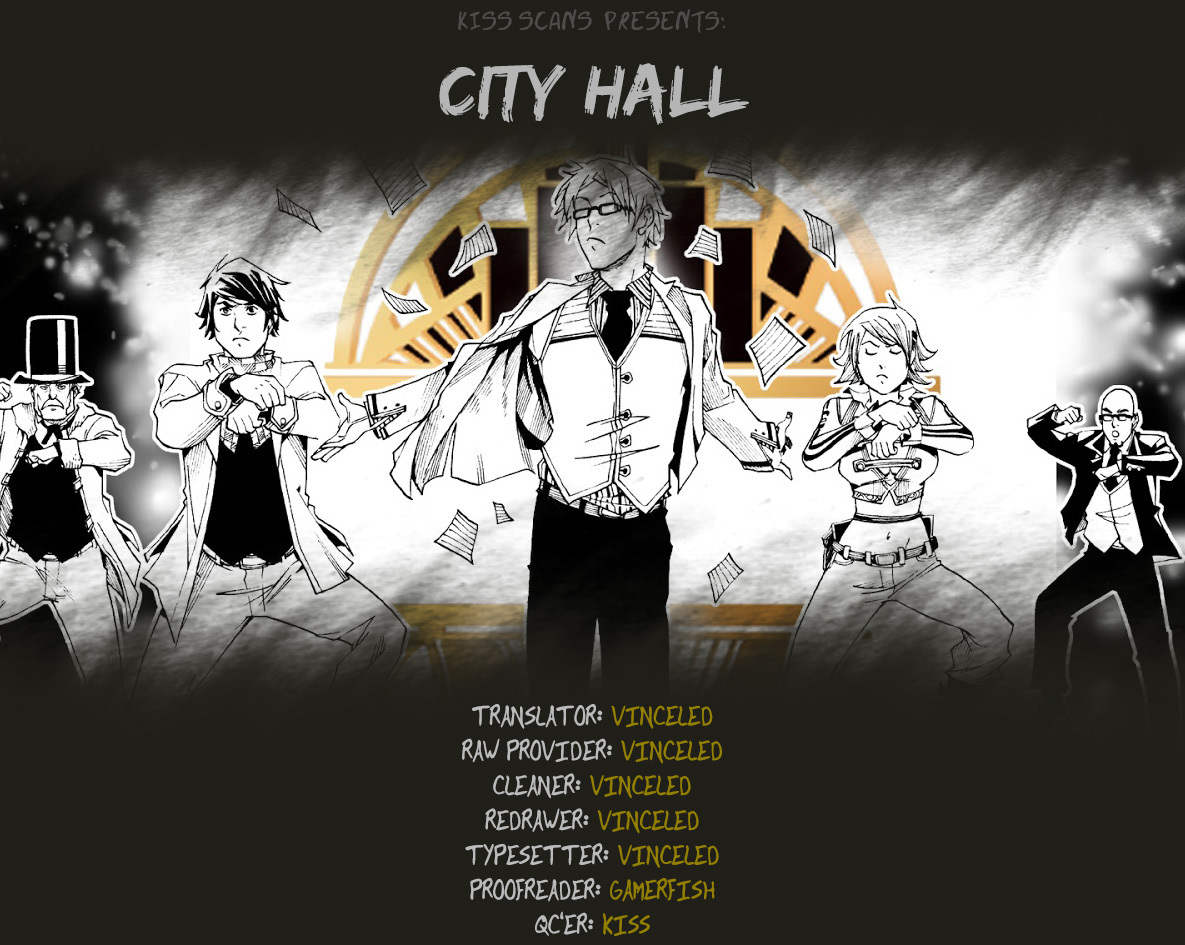 KISS SCANS PRESENTS:
CITY HALL
TRANSLATOR: VINCELED
RAW PROVIDER: VINCELED
CLEANER: VINCELED
REDRAWER: VINCELED
TYPESETTER: VINCELED
PROOFREADER: GAMERFISH
QC'ER: KISS